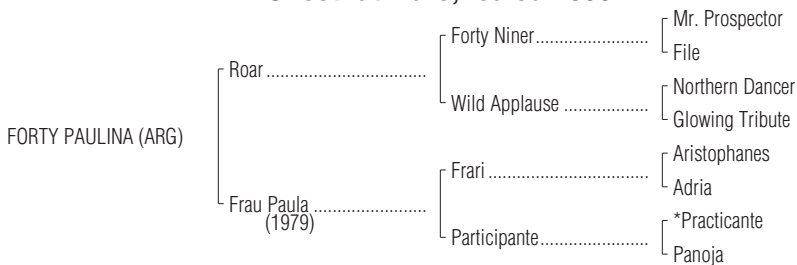 Mr. Prospector
Forty Niner
File
Roar
Northern Dancer
Wild Applause
Glowing Tribute
FORTY PAULINA (ARG)
Aristophanes
Frari
Adria
Frau Paula
(1979)
*Practicante
Participante
Panoja